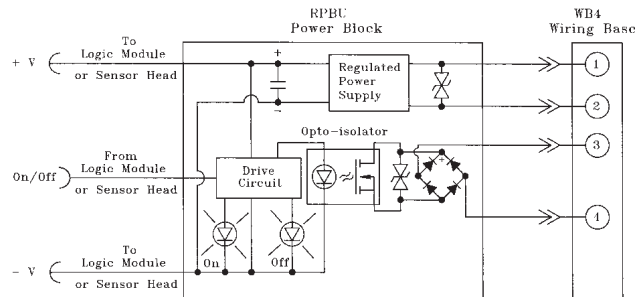 RPBU
Power Block
WB4
Wiring Base
To
+ V
Logic Module
or Sensor Head
+
-
Regulated
Power
Supply
1
2
Opto-isolator
3
From
Logic Module
On/Off
or Sensor Head
Drive
Circuit
+
4
To
Logic Module
- V
or Sensor Head
On
Off